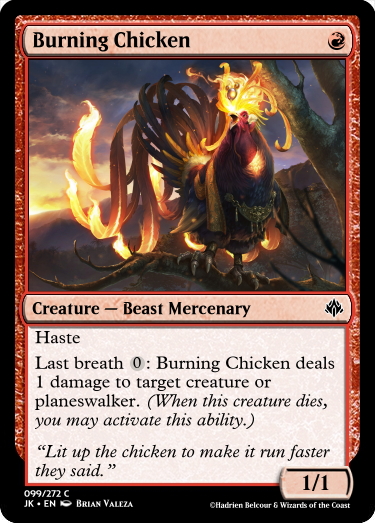 Burning Chicken
Creature — Beast Mercenary
Haste
Last breath 0: Burning Chicken deals
1 damage to target creature or
planeswalker. (When this creature dies,
you may activate this ability.)
“Lit up the chicken to make it run faster
they said.”
1/1
099/272 C
JK • EN Brian Valeza
©Hadrien Belcour & Wizards of the Coast